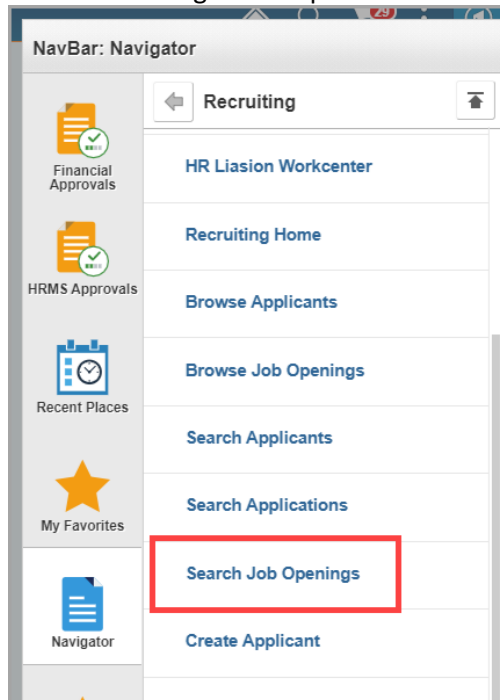 29
NavBar: Navigator
Recruiting
Financial
Approvals
HRMS Approvals
Recent Places
My Favorites
Navigator
HR Liasion Workcenter
Recruiting Home
Browse Applicants
Browse Job Openings
Search Applicants
Search Applications
Search Job Openings
Create Applicant